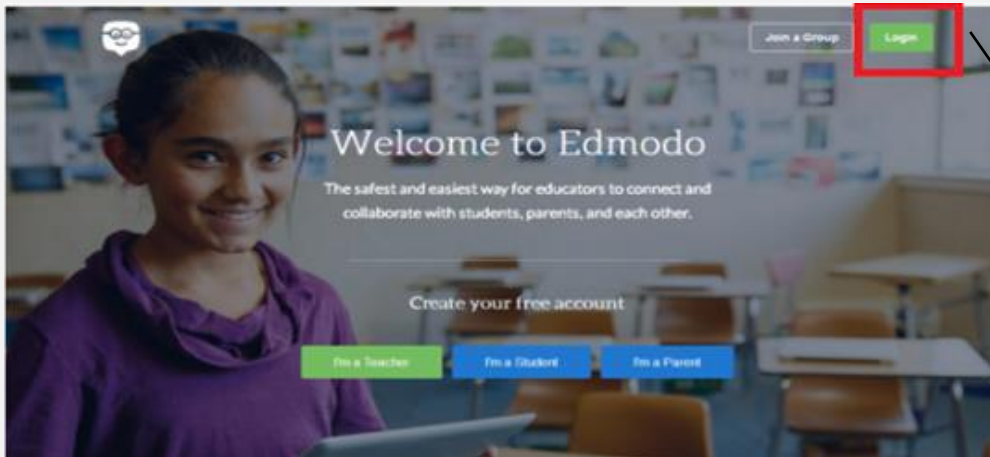 Join a Group
Login
Welcome to Edmodo
The safest and easiest way for educators to connect and
collaborate with students, parents, and each other.
Create your free account
I'm a Teacher
I'm a Student
I'm a Parent